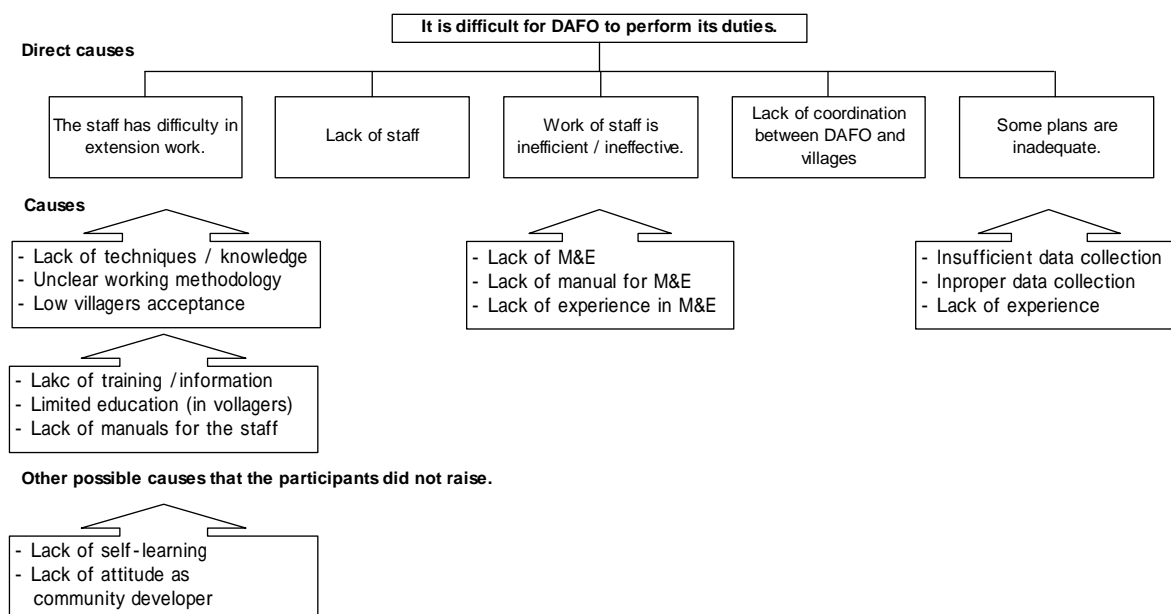 It is difficult for DAFO to perform its duties.
Direct causes
The staff has difficulty in
extension work.
Lack of staff
Work of staff is
inefficient / ineffective.
Lack of coordination
between DAFO and
villages
Some plans are
inadequate.
Causes
- Lack of techniques / knowledge
- Unclear working methodology
- Low villagers acceptance
- Lack of M&E
- Lack of manual for M&E
- Lack of experience in M&E
- Insufficient data collection
- Inproper data collection
- Lack of experience
- Lakc of training / information
- Limited education (in vollagers)
- Lack of manuals for the staff
Other possible causes that the participants did not raise.
- Lack of self-learning
- Lack of attitude as
community developer